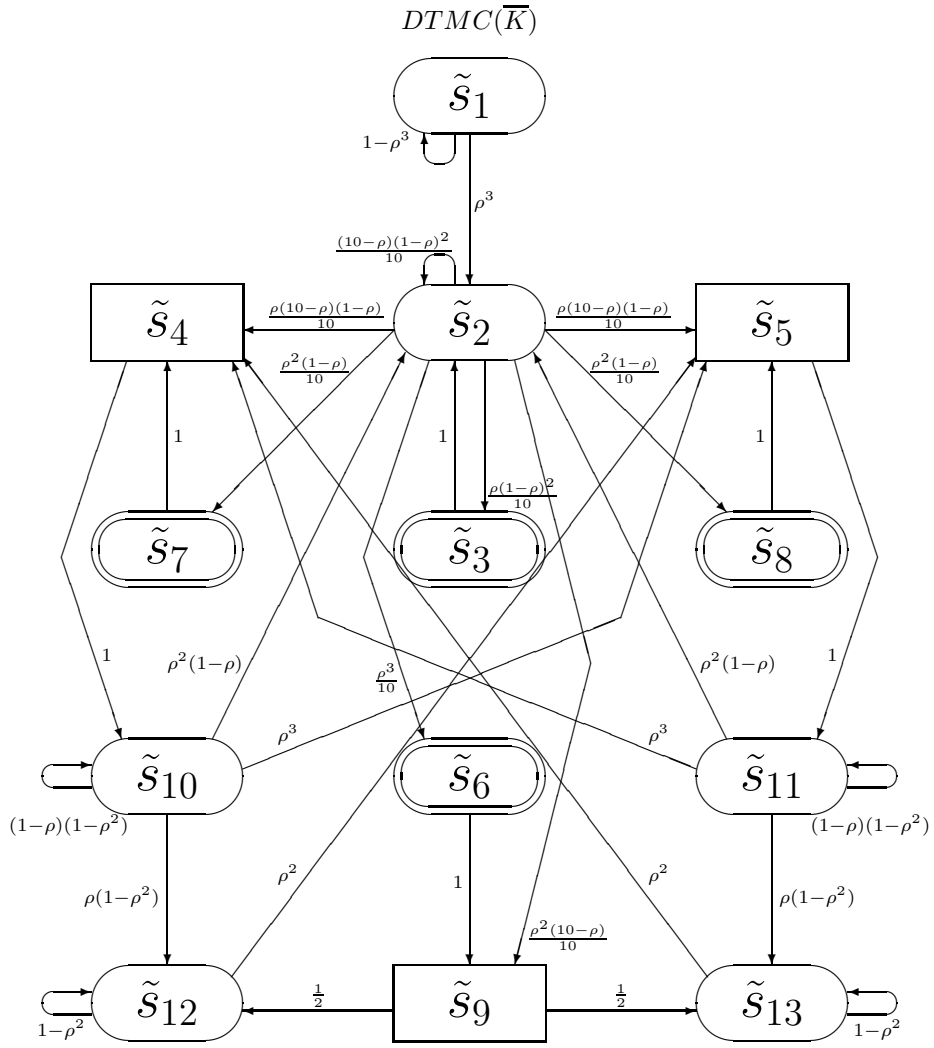 DTMC(K̅)
s̃₁
1−ρ³
ρ³
(10−ρ)(1−ρ)²/10
s̃₄
ρ(10−ρ)(1−ρ)/10
s̃₂
ρ(10−ρ)(1−ρ)/10
s̃₅
ρ²(1−ρ)/10
ρ²(1−ρ)/10
1
1
1
ρ(1−ρ)²/10
s̃₇
s̃₃
s̃₈
1
ρ²(1−ρ)
ρ³/10
ρ²(1−ρ)
1
ρ³
ρ³
s̃₁₀
s̃₆
s̃₁₁
(1−ρ)(1−ρ²)
(1−ρ)(1−ρ²)
ρ(1−ρ²)
ρ²
1
ρ²
ρ(1−ρ²)
ρ²(10−ρ)/10
s̃₁₂
1/2
s̃₉
1/2
s̃₁₃
1−ρ²
1−ρ²